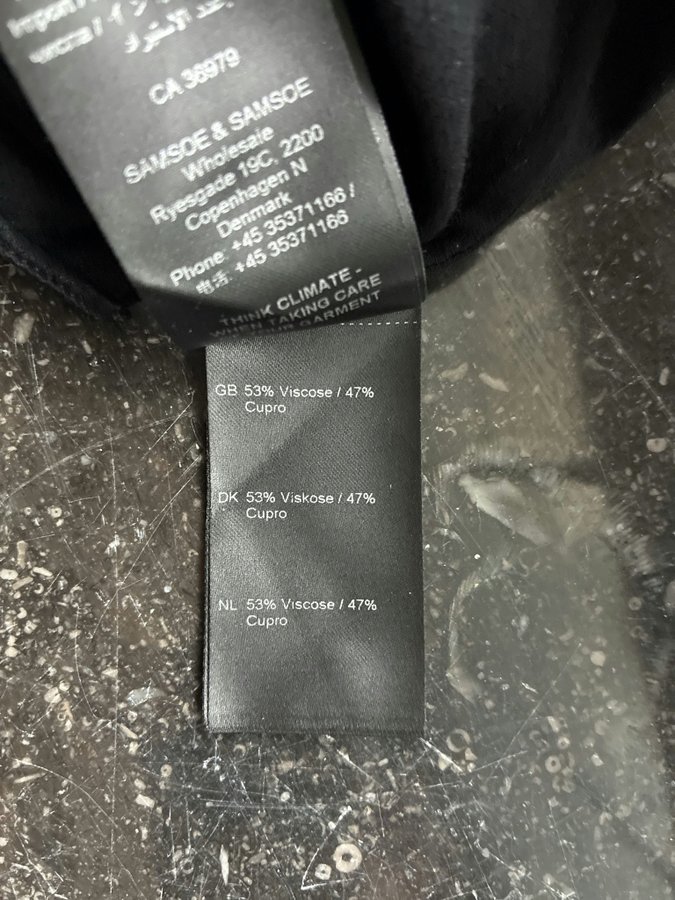 CA 36979
SAMSOE & SAMSOE
Wholesale
Ryesgade 19C, 2200
Copenhagen N
Denmark
Phone: +45 35371166 /
电话: +45 35371166
THINK CLIMATE -
WHEN TAKING CARE
GARMENT
GB 53% Viscose / 47%
Cupro
DK 53% Viskose / 47%
Cupro
NL 53% Viscose / 47%
Cupro